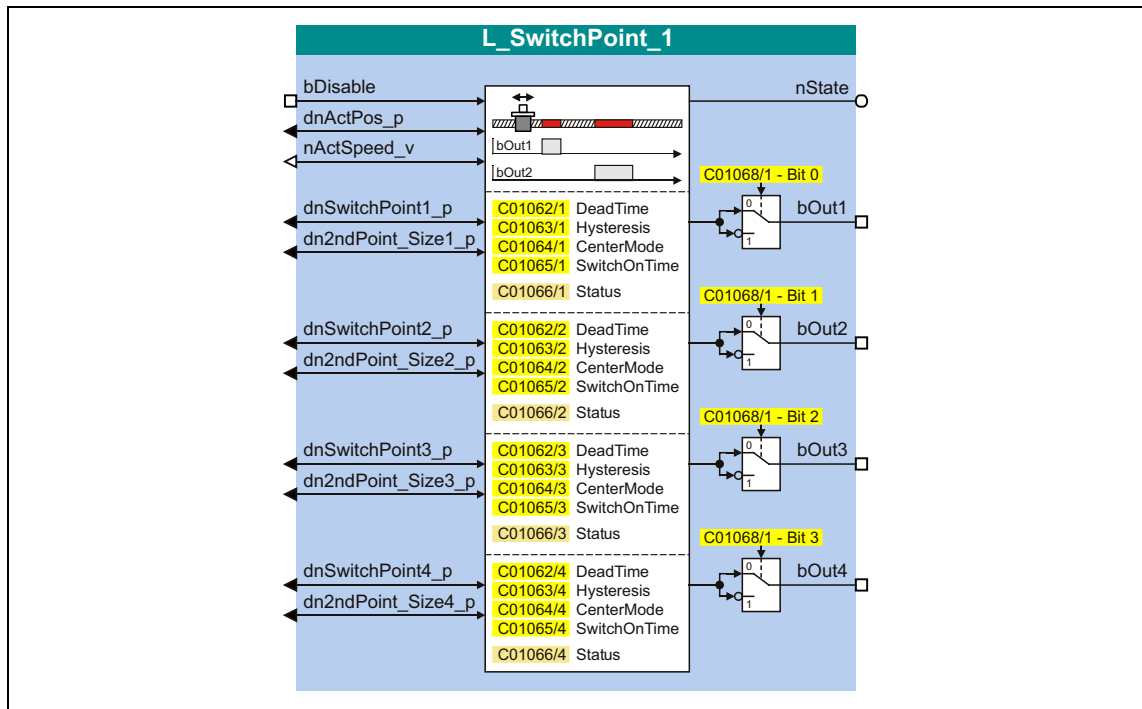 L_SwitchPoint_1
bDisable
nState
dnActPos_p
nActSpeed_v
bOut1
bOut2
C01068/1 - Bit 0
dnSwitchPoint1_p
dn2ndPoint_Size1_p
C01062/1 DeadTime
C01063/1 Hysteresis
C01064/1 CenterMode
C01065/1 SwitchOnTime
C01066/1 Status
0
1
bOut1
C01068/1 - Bit 1
dnSwitchPoint2_p
dn2ndPoint_Size2_p
C01062/2 DeadTime
C01063/2 Hysteresis
C01064/2 CenterMode
C01065/2 SwitchOnTime
C01066/2 Status
0
1
bOut2
C01068/1 - Bit 2
dnSwitchPoint3_p
dn2ndPoint_Size3_p
C01062/3 DeadTime
C01063/3 Hysteresis
C01064/3 CenterMode
C01065/3 SwitchOnTime
C01066/3 Status
0
1
bOut3
C01068/1 - Bit 3
dnSwitchPoint4_p
dn2ndPoint_Size4_p
C01062/4 DeadTime
C01063/4 Hysteresis
C01064/4 CenterMode
C01065/4 SwitchOnTime
C01066/4 Status
0
1
bOut4